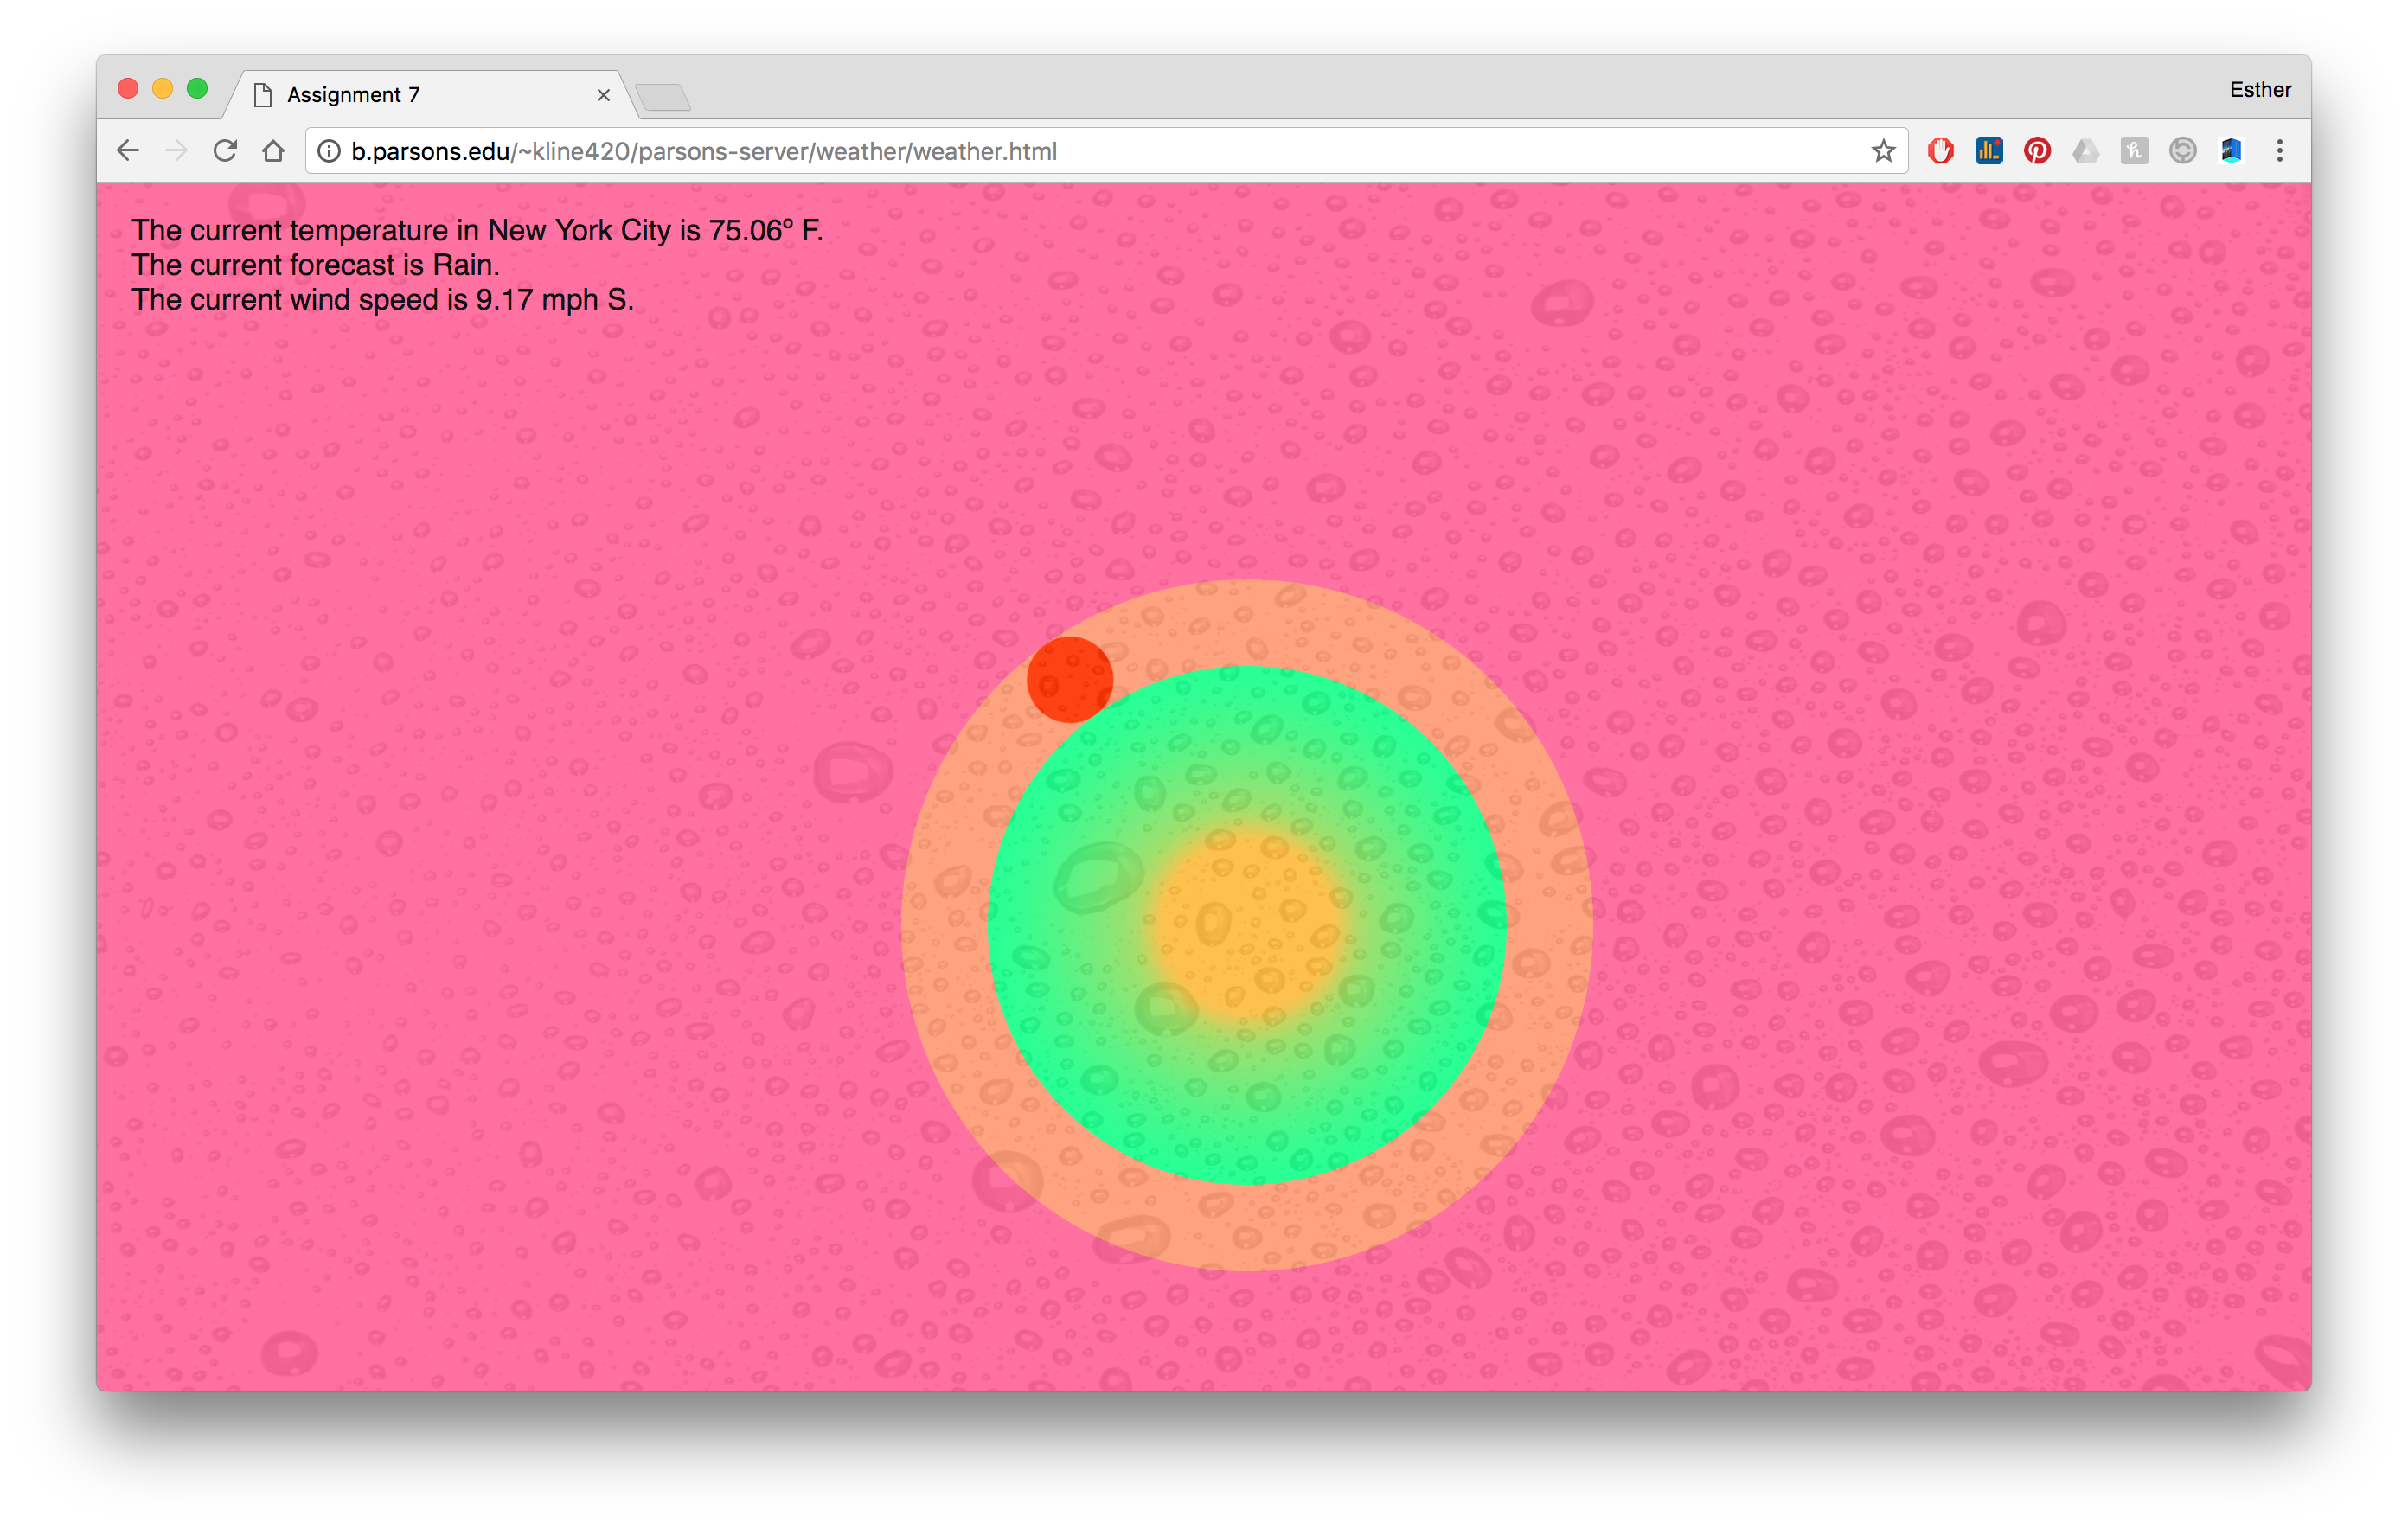 Assignment 7
Esther
b.parsons.edu/~kline420/parsons-server/weather/weather.html
The current temperature in New York City is 75.06º F.
The current forecast is Rain.
The current wind speed is 9.17 mph S.